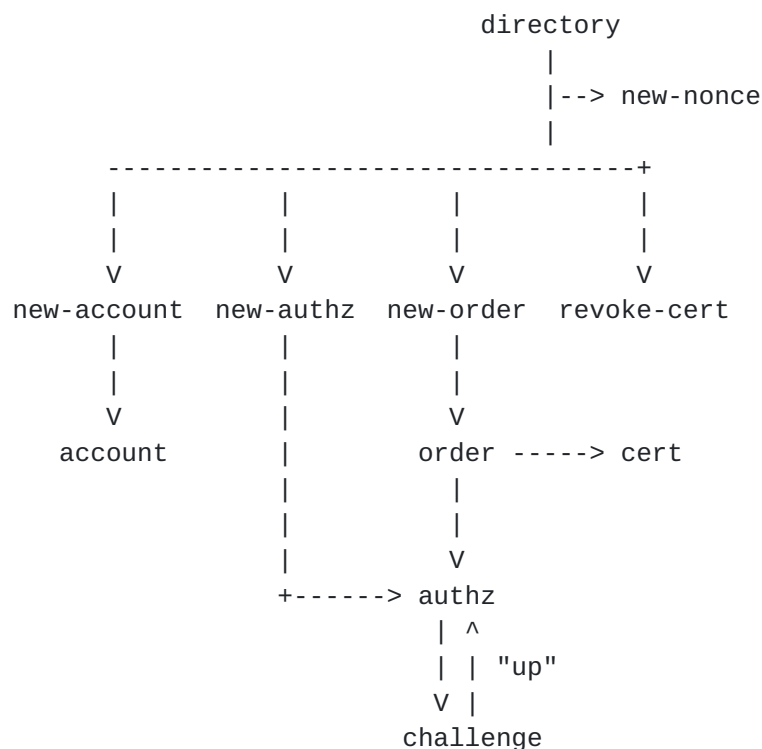 directory
new-nonce
new-account new-authz new-order revoke-cert
account order cert
authz
"up"
challenge